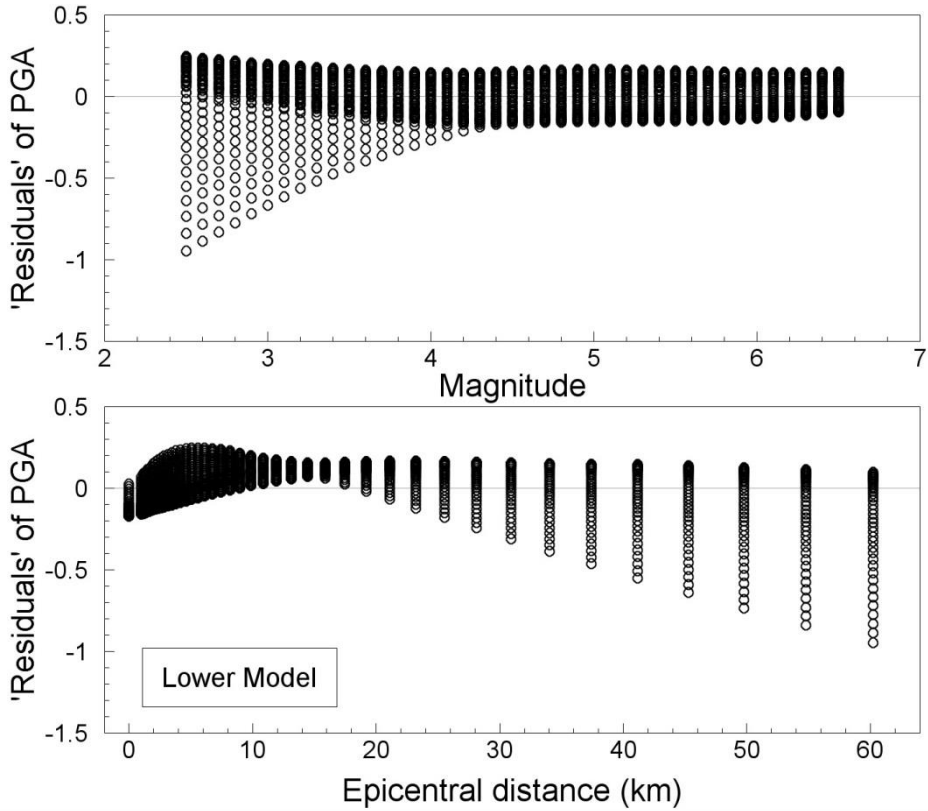 0.5
0
-0.5
-1
-1.5
'Residuals' of PGA
2 3 4 5 6 7
Magnitude
0.5
0
-0.5
-1
-1.5
'Residuals' of PGA
Lower Model
0 10 20 30 40 50 60
Epicentral distance (km)